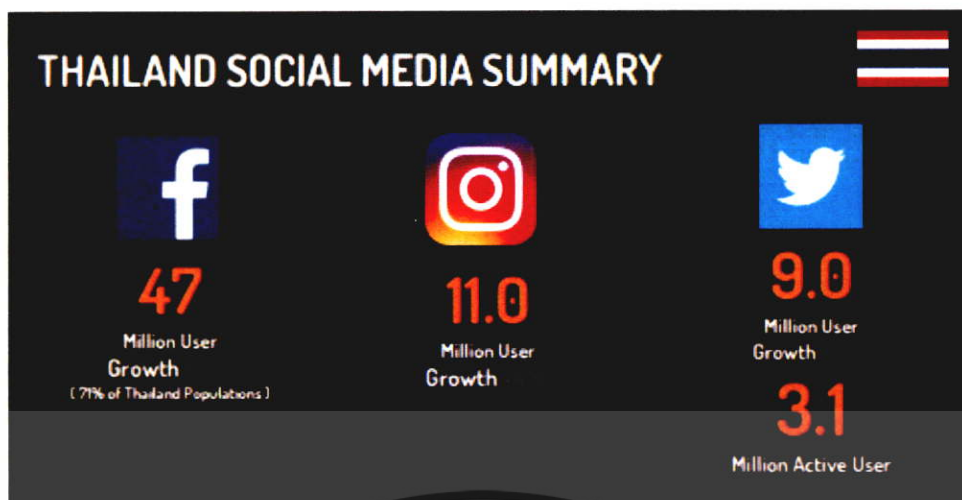 THAILAND SOCIAL MEDIA SUMMARY
47
Million User
Growth
( 71% of Thailand Populations )
11.0
Million User
Growth
9.0
Million User
Growth
3.1
Million Active User